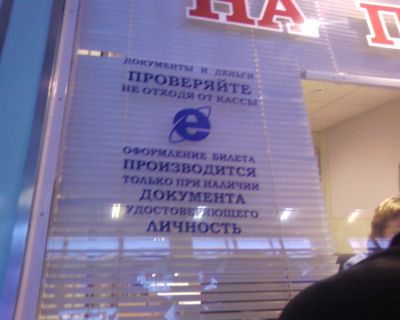 НА П
ДОКУМЕНТЫ И ДЕНЬГИ
ПРОВЕРЯЙТЕ
НЕ ОТХОДЯ ОТ КАССЫ
e
ОФОРМЛЕНИЕ БИЛЕТА
ПРОИЗВОДИТСЯ
ТОЛЬКО ПРИ НАЛИЧИИ
ДОКУМЕНТА
УДОСТОВЕРЯЮЩЕГО
ЛИЧНОСТЬ